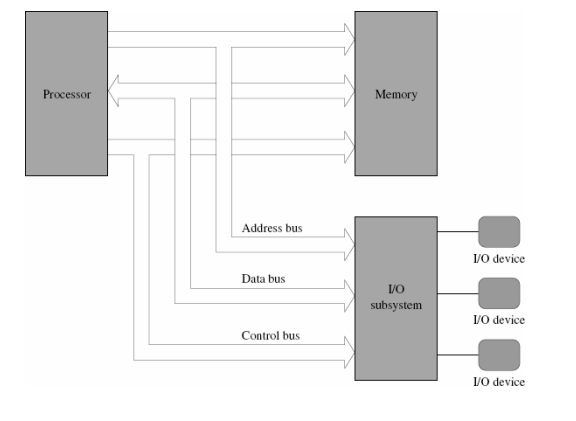 Processor
Memory
Address bus
I/O device
Data bus
I/O
subsystem
I/O device
Control bus
I/O device